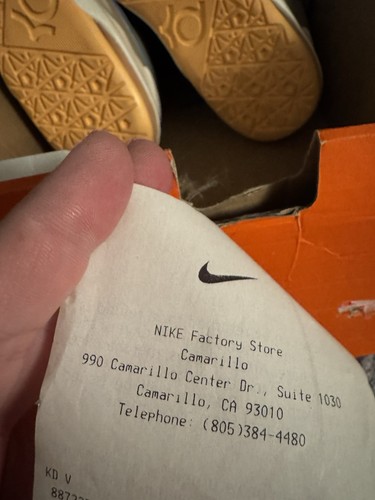 NIKE Factory Store
Camarillo
990 Camarillo Center Dr., Suite 1030
Camarillo, CA 93010
Telephone: (805)384-4480
KD V